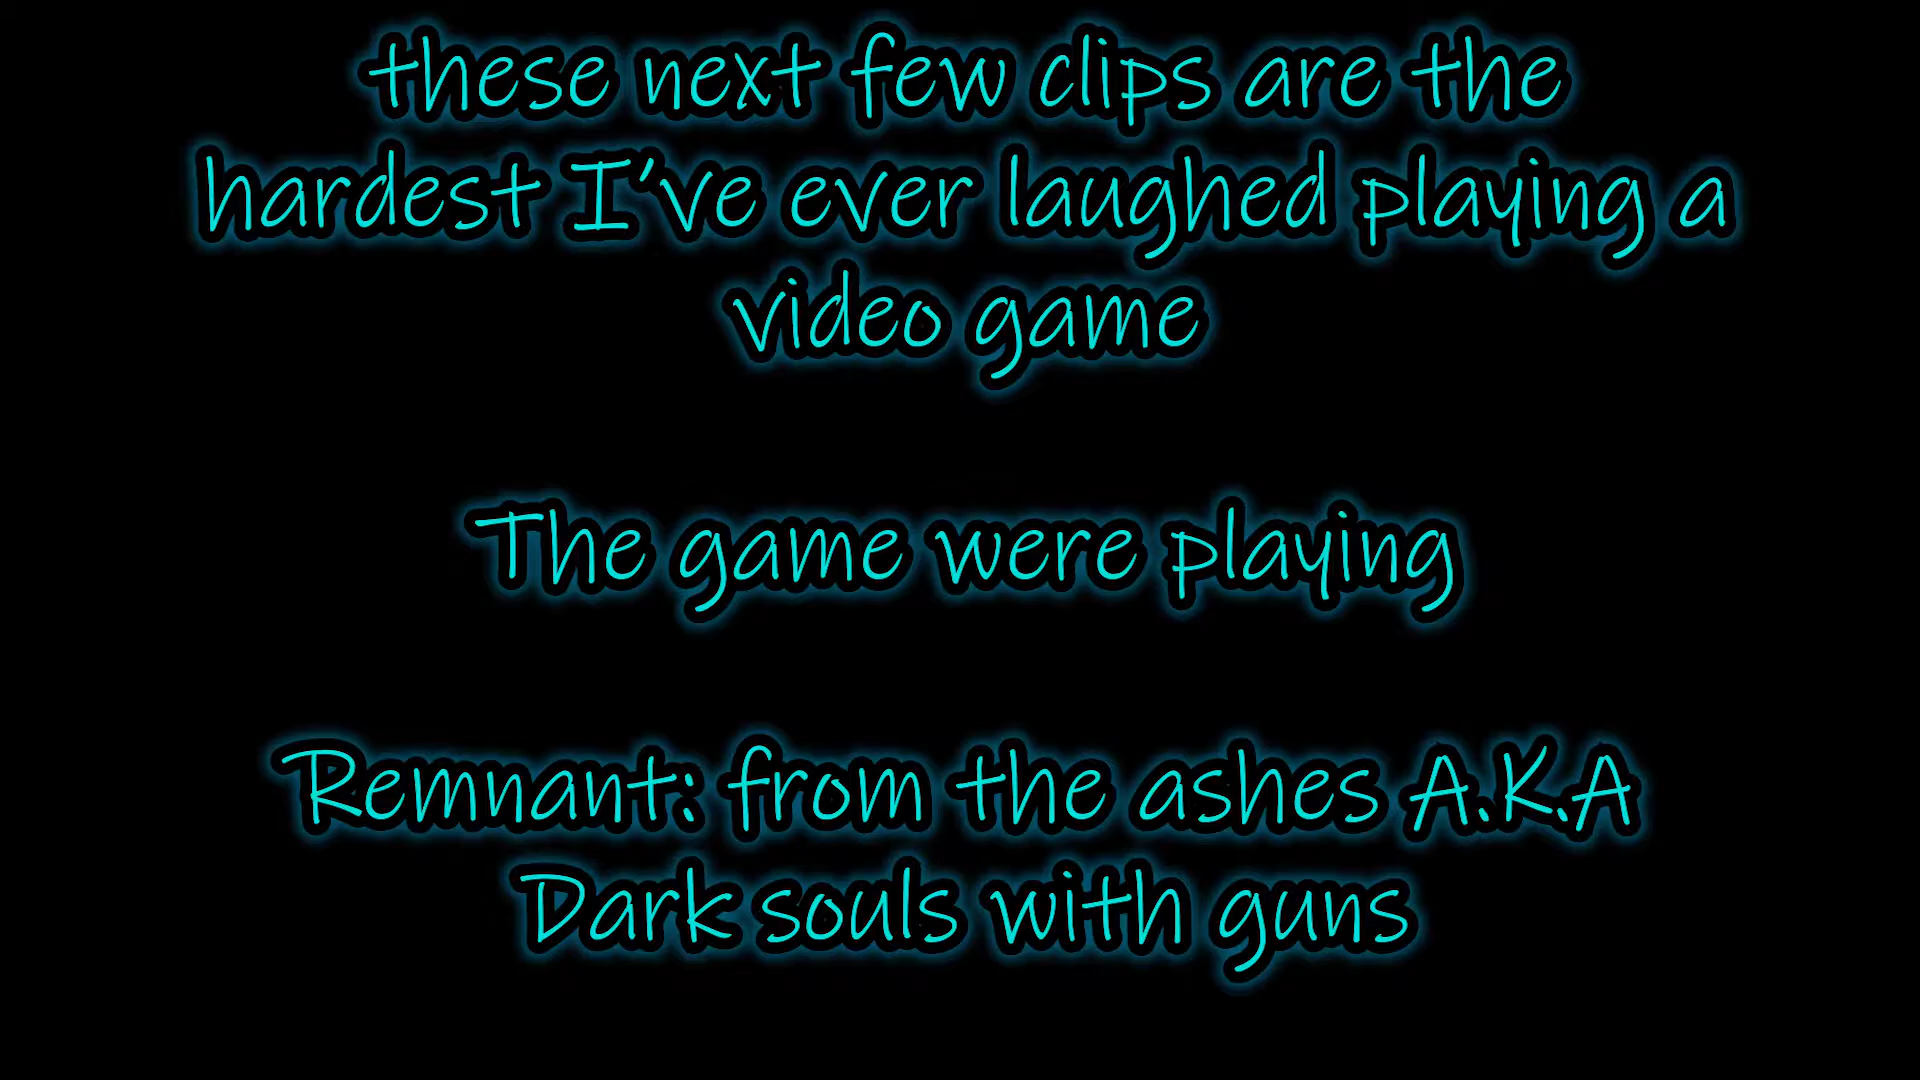 these next few clips are the
hardest I've ever laughed playing a
video game
The game were playing
Remnant: from the ashes A.K.A
Dark souls with guns